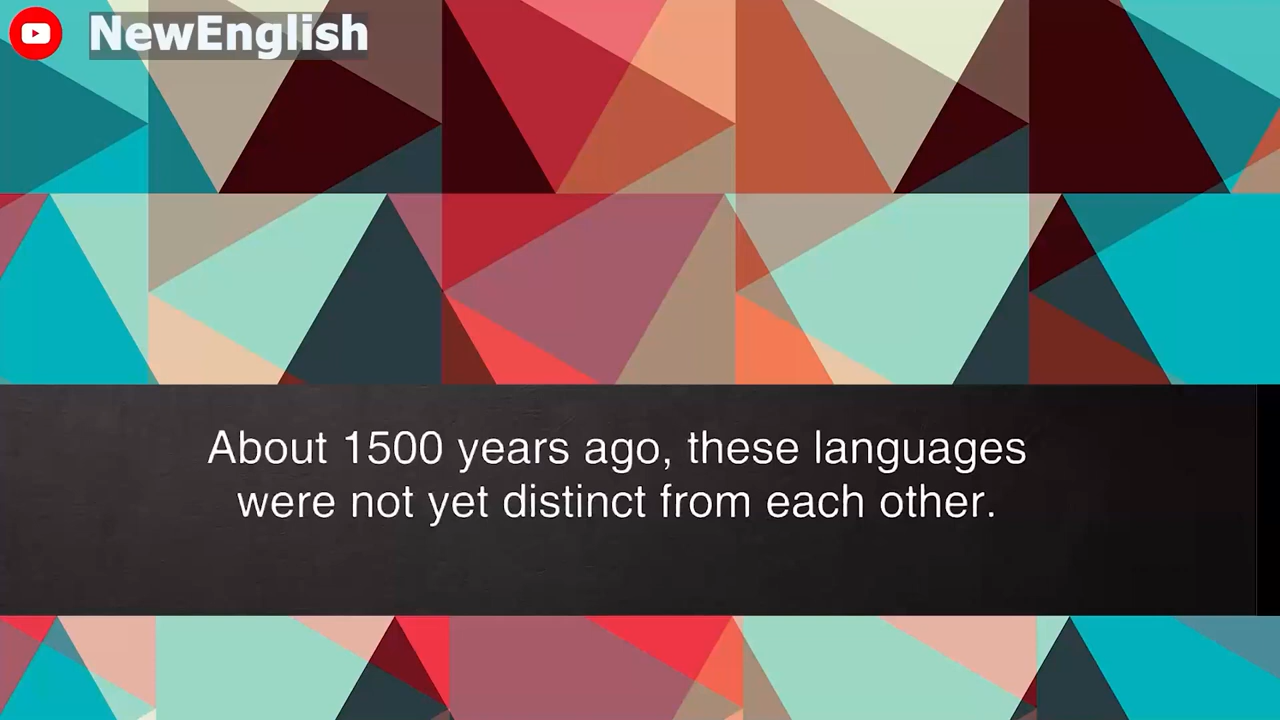 NewEnglish
About 1500 years ago, these languages
were not yet distinct from each other.